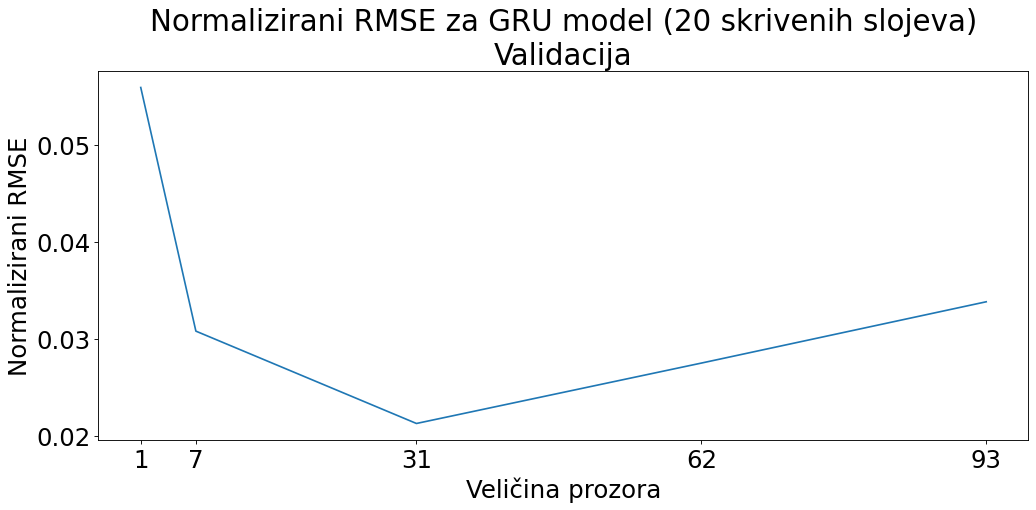 Normalizirani RMSE za GRU model (20 skrivenih slojeva)
Validacija
Normalizirani RMSE
0.05
0.04
0.03
0.02
1 7 31 62 93
Veličina prozora